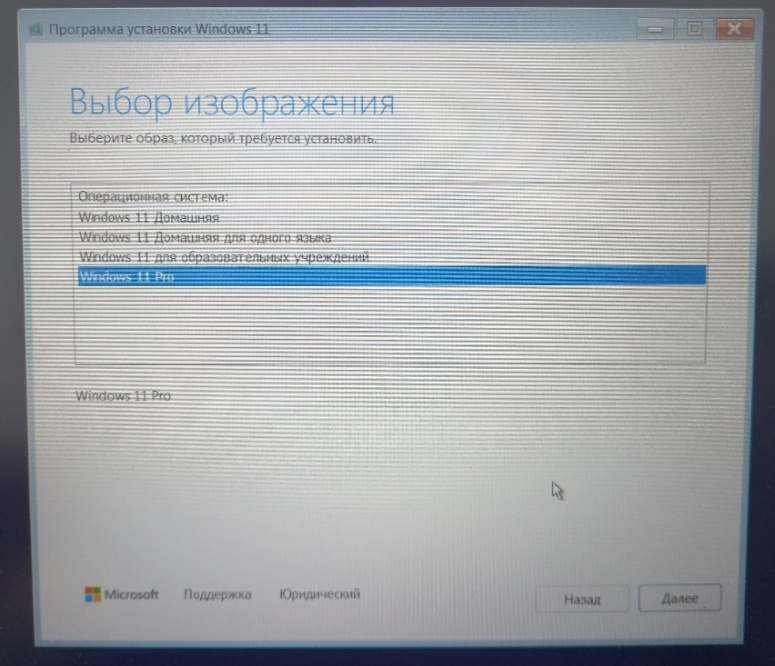 Программа установки Windows 11
Выбор изображения
Выберите образ, который требуется установить.
Операционная система:
Windows 11 Домашняя
Windows 11 Домашняя для одного языка
Windows 11 для образовательных учреждений
Windows 11 Pro
Windows 11 Pro
Microsoft Поддержка Юридический Назад Далее